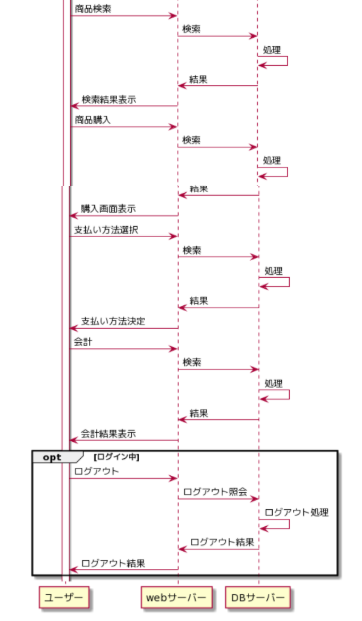 商品検索
検索
処理
結果
検索結果表示
商品購入
検索
処理
結果
購入画面表示
支払い方法選択
検索
処理
結果
支払い方法決定
会計
検索
処理
結果
会計結果表示
opt [ログイン中]
ログアウト
ログアウト照会
ログアウト処理
ログアウト結果
ログアウト結果
ユーザー webサーバー DBサーバー